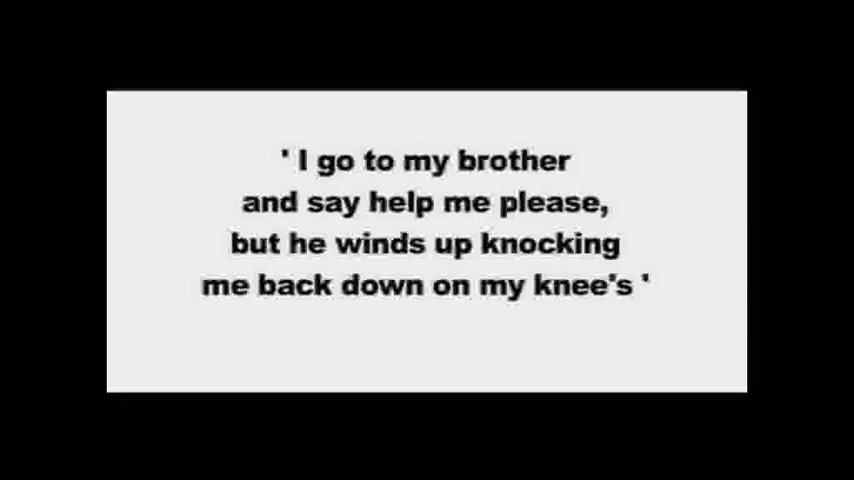 ' I go to my brother
and say help me please,
but he winds up knocking
me back down on my knee's '